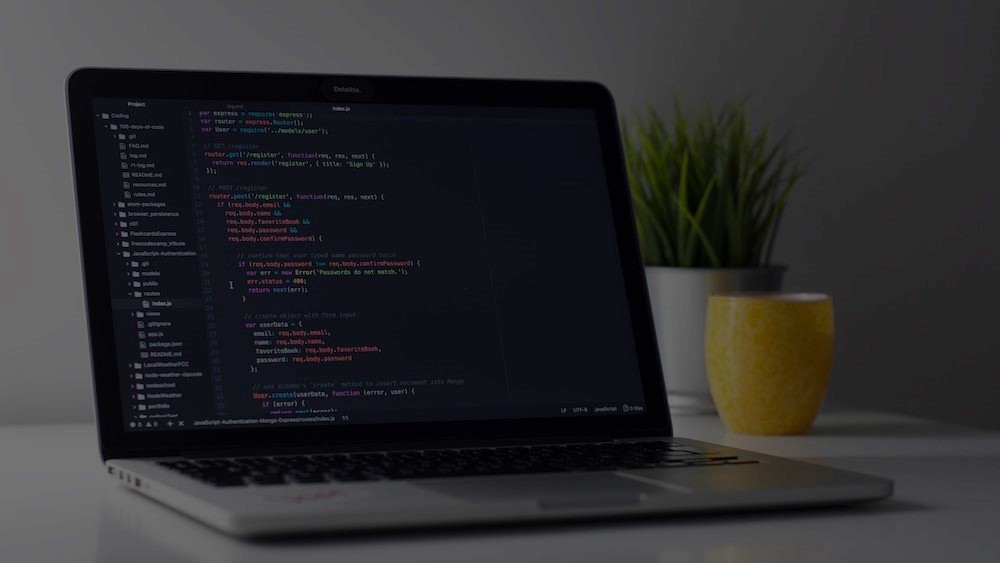 Deloitte.
Project
Coding
100-days-of-code
.git
FAQ.md
log.md
r1-log.md
README.md
resources.md
rules.md
atom-packages
browser_persistence
c01
FlashcardsExpress
freecodecamp_tribute
JavaScript-Authentication
.git
models
public
routes
index.js
views
.gitignore
app.js
package.json
README.md
LocalWeatherFCC
node-weather-zipcode
nodeschool
NodeWeather
portfolio
log.md
index.js
var express = require('express');
var router = express.Router();
var User = require('../models/user');
// GET /register
router.get('/register', function(req, res, next) {
return res.render('register', { title: 'Sign Up' });
});
// POST /register
router.post('/register', function(req, res, next) {
if (req.body.email &&
req.body.name &&
req.body.favoriteBook &&
req.body.password &&
req.body.confirmPassword) {
// confirm that user typed same password twice
if (req.body.password !== req.body.confirmPassword) {
var err = new Error('Passwords do not match.');
err.status = 400;
return next(err);
}
// create object with form input
var userData = {
email: req.body.email,
name: req.body.name,
favoriteBook: req.body.favoriteBook,
password: req.body.password
};
// use schema's `create` method to insert document into Mongo
User.create(userData, function (error, user) {
if (error) {
return next(error);
0 0 JavaScript-Authentication-Mongo-Express/routes/index.js 1:1 LF UTF-8 JavaScript 0 files